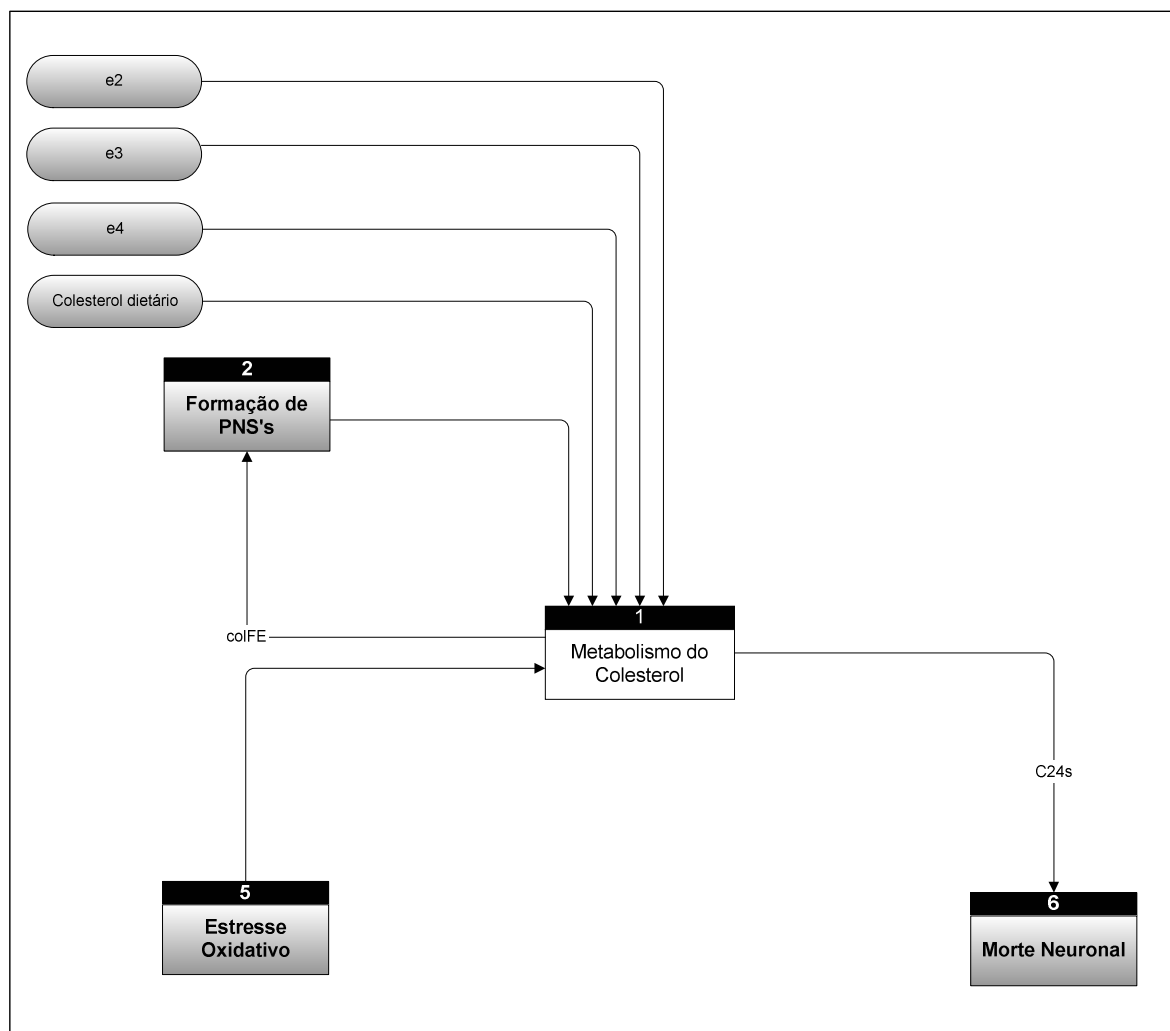 e2
e3
e4
Colesterol dietário
2
Formação de
PNS's
1
Metabolismo do
Colesterol
colFE
C24s
5
Estresse
Oxidativo
6
Morte Neuronal